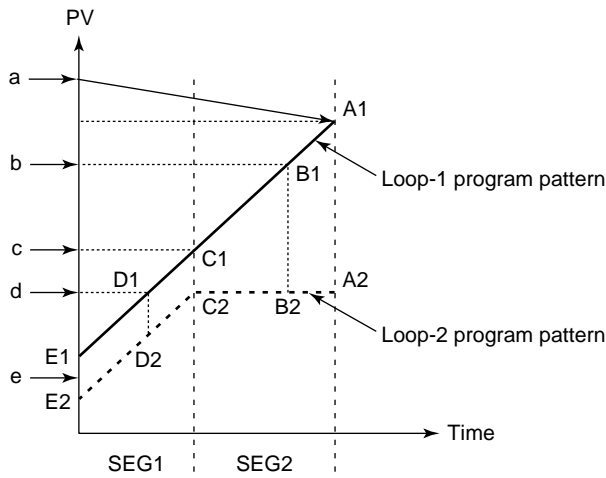 PV
a
A1
b
B1
Loop-1 program pattern
c
C1
D1
A2
d
C2
B2
Loop-2 program pattern
E1
D2
e
E2
Time
SEG1
SEG2